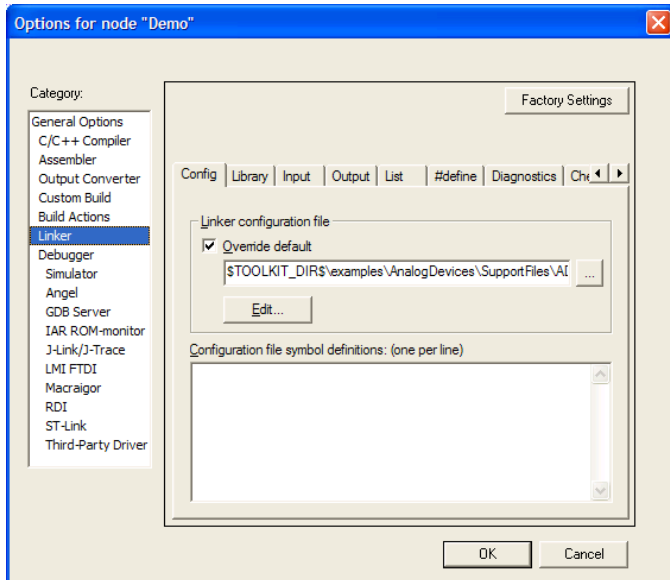 Options for node "Demo"
Category:
Factory Settings
General Options
C/C++ Compiler
Assembler
Output Converter
Custom Build
Build Actions
Linker
Debugger
Simulator
Angel
GDB Server
IAR ROM-monitor
J-Link/J-Trace
LMI FTDI
Macraigor
RDI
ST-Link
Third-Party Driver
Config Library Input Output List #define Diagnostics Che
Linker configuration file
Override default
$TOOLKIT_DIR$\examples\AnalogDevices\SupportFiles\AD
...
Edit...
Configuration file symbol definitions: (one per line)
OK Cancel